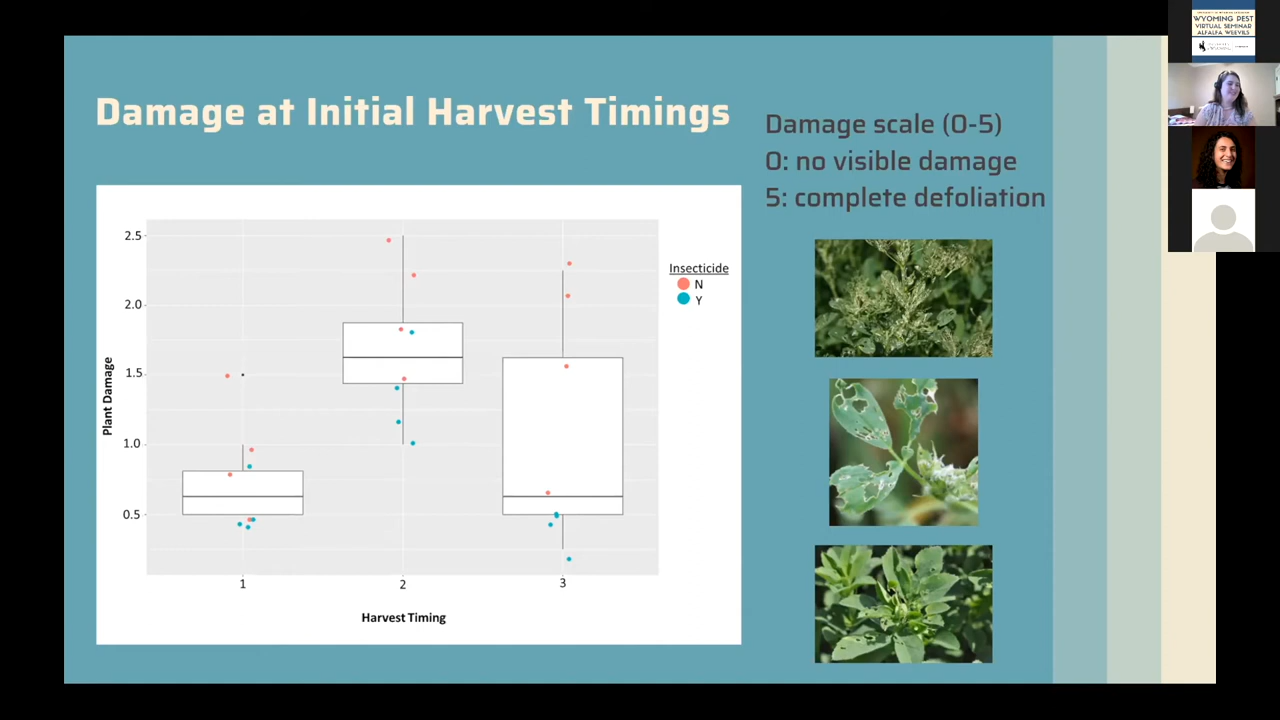 Damage at Initial Harvest Timings
Damage scale (0-5)
0: no visible damage
5: complete defoliation
Plant Damage
2.5
2.0
1.5
1.0
0.5
1
2
3
Harvest Timing
Insecticide
N
Y
WYOMING PEST
VIRTUAL SEMINAR
ALFALFA WEEVILS